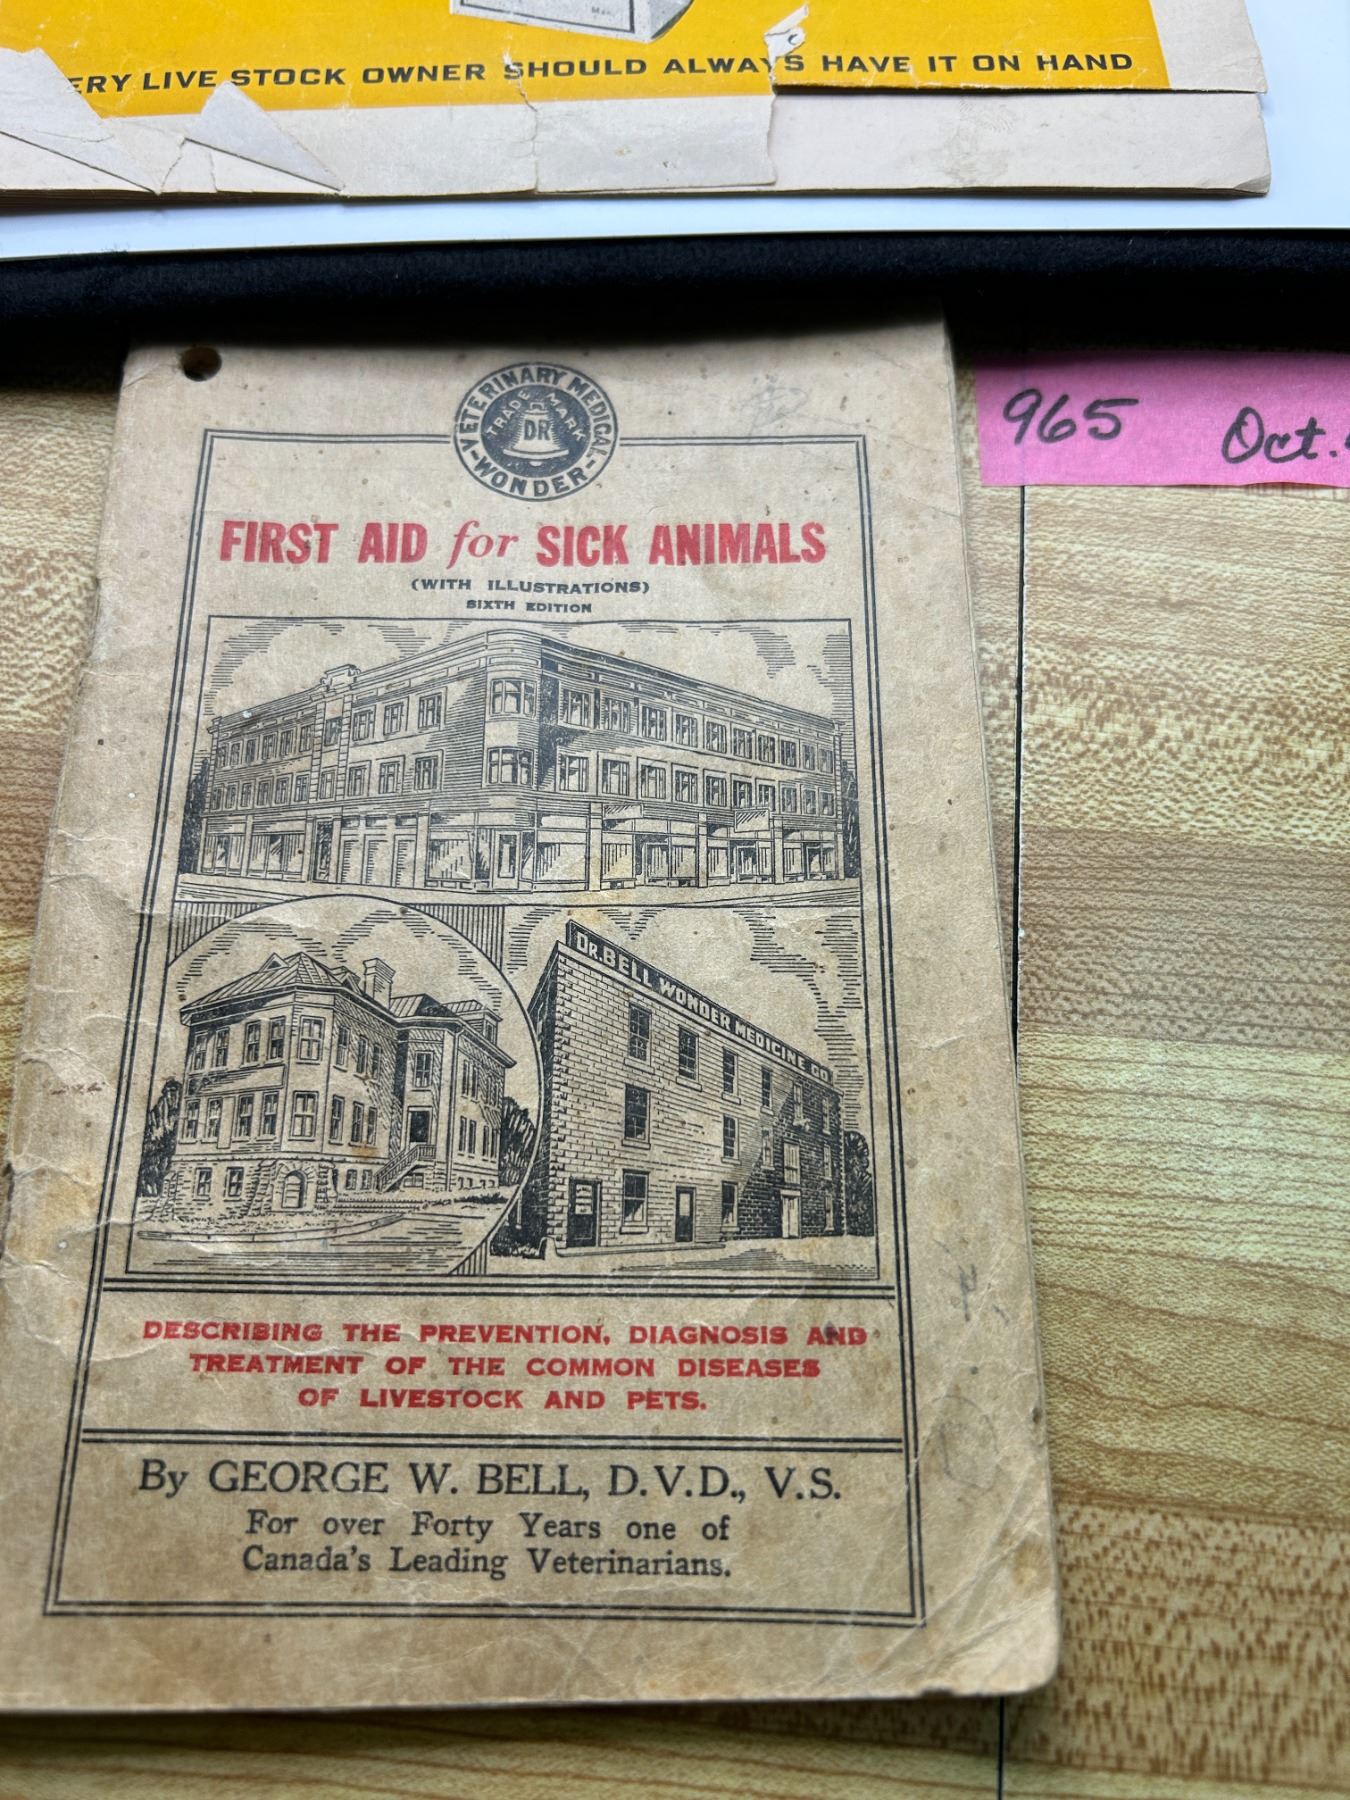 ERY LIVE STOCK OWNER SHOULD ALWAYS HAVE IT ON HAND
965 Oct.
VETERINARY MEDICAL WONDER
TRADE MARK
DR
FIRST AID for SICK ANIMALS
(WITH ILLUSTRATIONS)
SIXTH EDITION
DR. BELL WONDER MEDICINE CO
DESCRIBING THE PREVENTION, DIAGNOSIS AND
TREATMENT OF THE COMMON DISEASES
OF LIVESTOCK AND PETS.
By GEORGE W. BELL, D.V.D., V.S.
For over Forty Years one of
Canada's Leading Veterinarians.